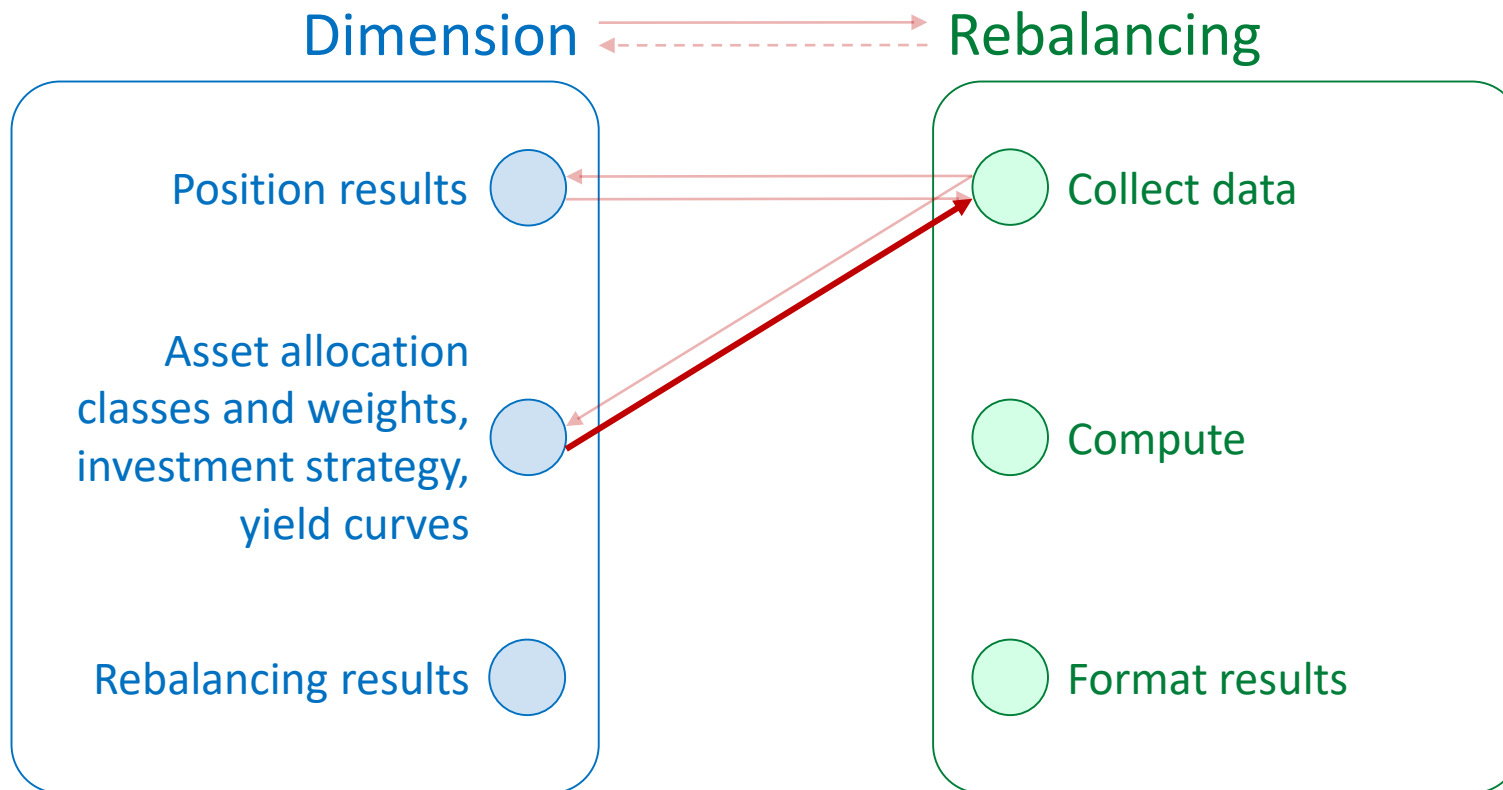 Dimension
Rebalancing
Position results
Collect data
Asset allocation
classes and weights,
investment strategy,
yield curves
Compute
Rebalancing results
Format results